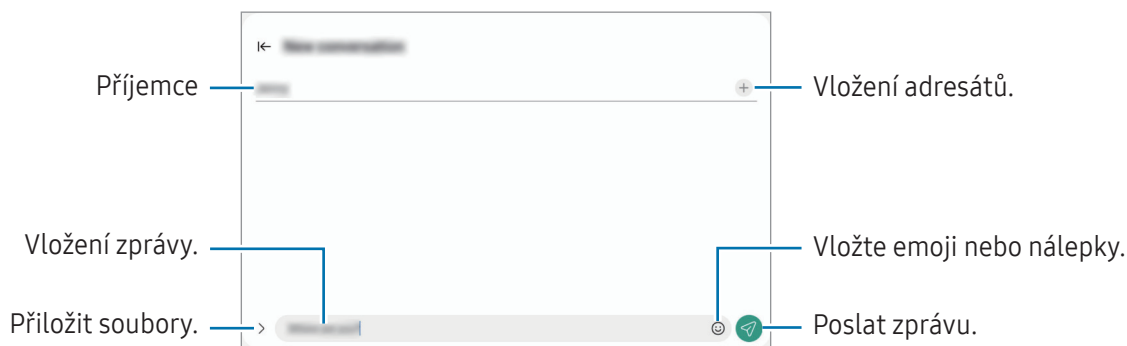 Příjemce
Vložení adresátů.
Vložení zprávy.
Vložte emoji nebo nálepky.
Přiložit soubory.
Poslat zprávu.